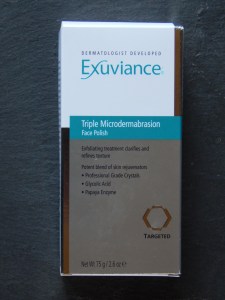 DERMATOLOGIST DEVELOPED
Exuviance®
Triple Microdermabrasion
Face Polish
Exfoliating treatment clarifies and
refines texture
Potent blend of skin rejuvenators:
• Professional Grade Crystals
• Glycolic Acid
• Papaya Enzyme
TARGETED
Net Wt 75 g / 2.6 oz e